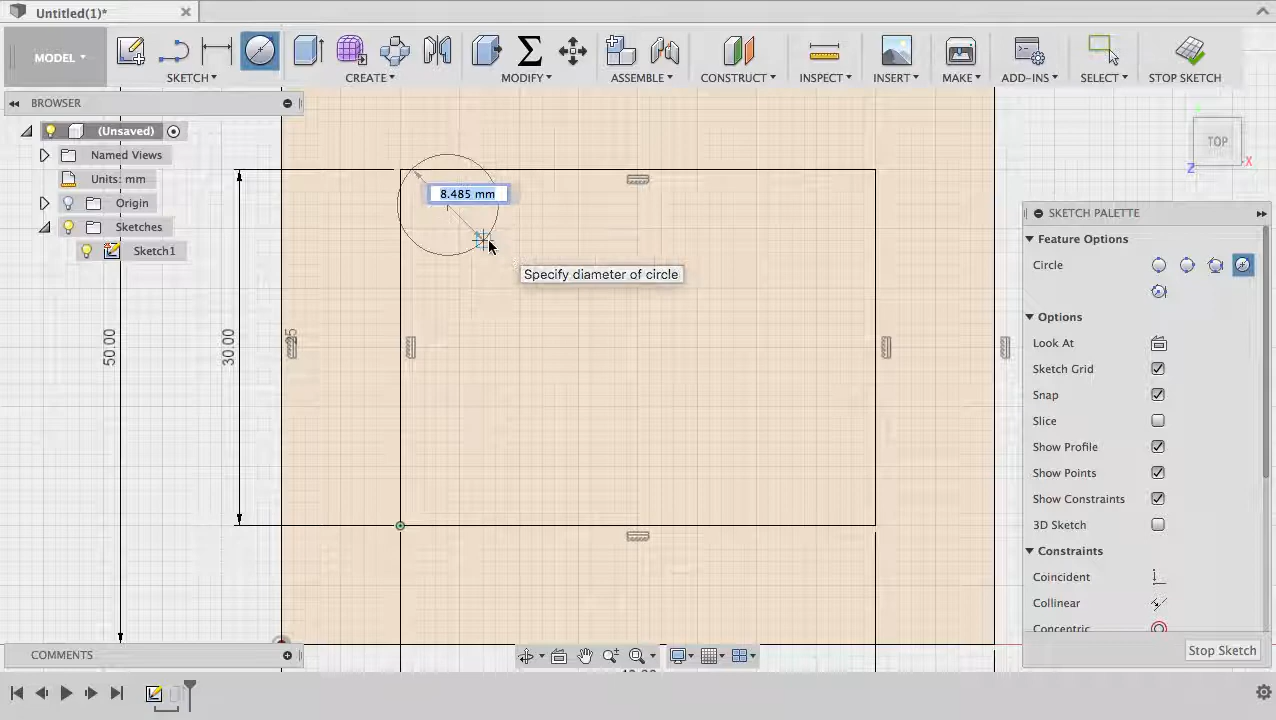 Untitled(1)*
MODEL
SKETCH
CREATE
MODIFY
ASSEMBLE
CONSTRUCT
INSPECT
INSERT
MAKE
ADD-INS
SELECT
STOP SKETCH
BROWSER
(Unsaved)
Named Views
Units: mm
Origin
Sketches
Sketch1
8.485 mm
Specify diameter of circle
50.00
30.00
TOP
X
Z
SKETCH PALETTE
Feature Options
Circle
Options
Look At
Sketch Grid
Snap
Slice
Show Profile
Show Points
Show Constraints
3D Sketch
Constraints
Coincident
Collinear
Concentric
Stop Sketch
COMMENTS